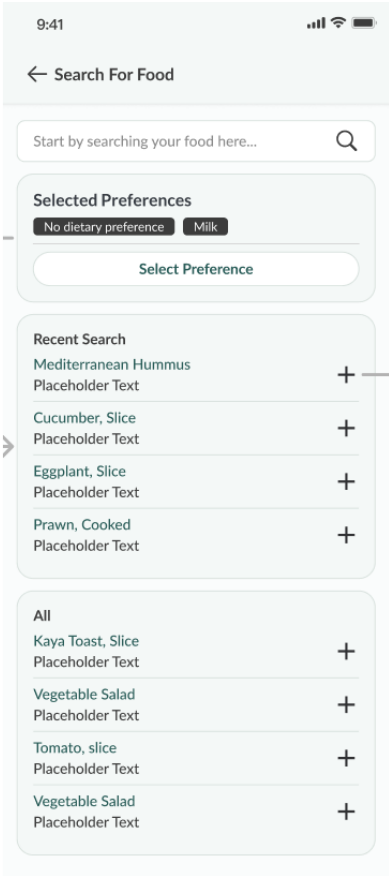 9:41
Search For Food
Start by searching your food here...
Selected Preferences
No dietary preference Milk
Select Preference
Recent Search
Mediterranean Hummus
Placeholder Text
Cucumber, Slice
Placeholder Text
Eggplant, Slice
Placeholder Text
Prawn, Cooked
Placeholder Text
All
Kaya Toast, Slice
Placeholder Text
Vegetable Salad
Placeholder Text
Tomato, slice
Placeholder Text
Vegetable Salad
Placeholder Text